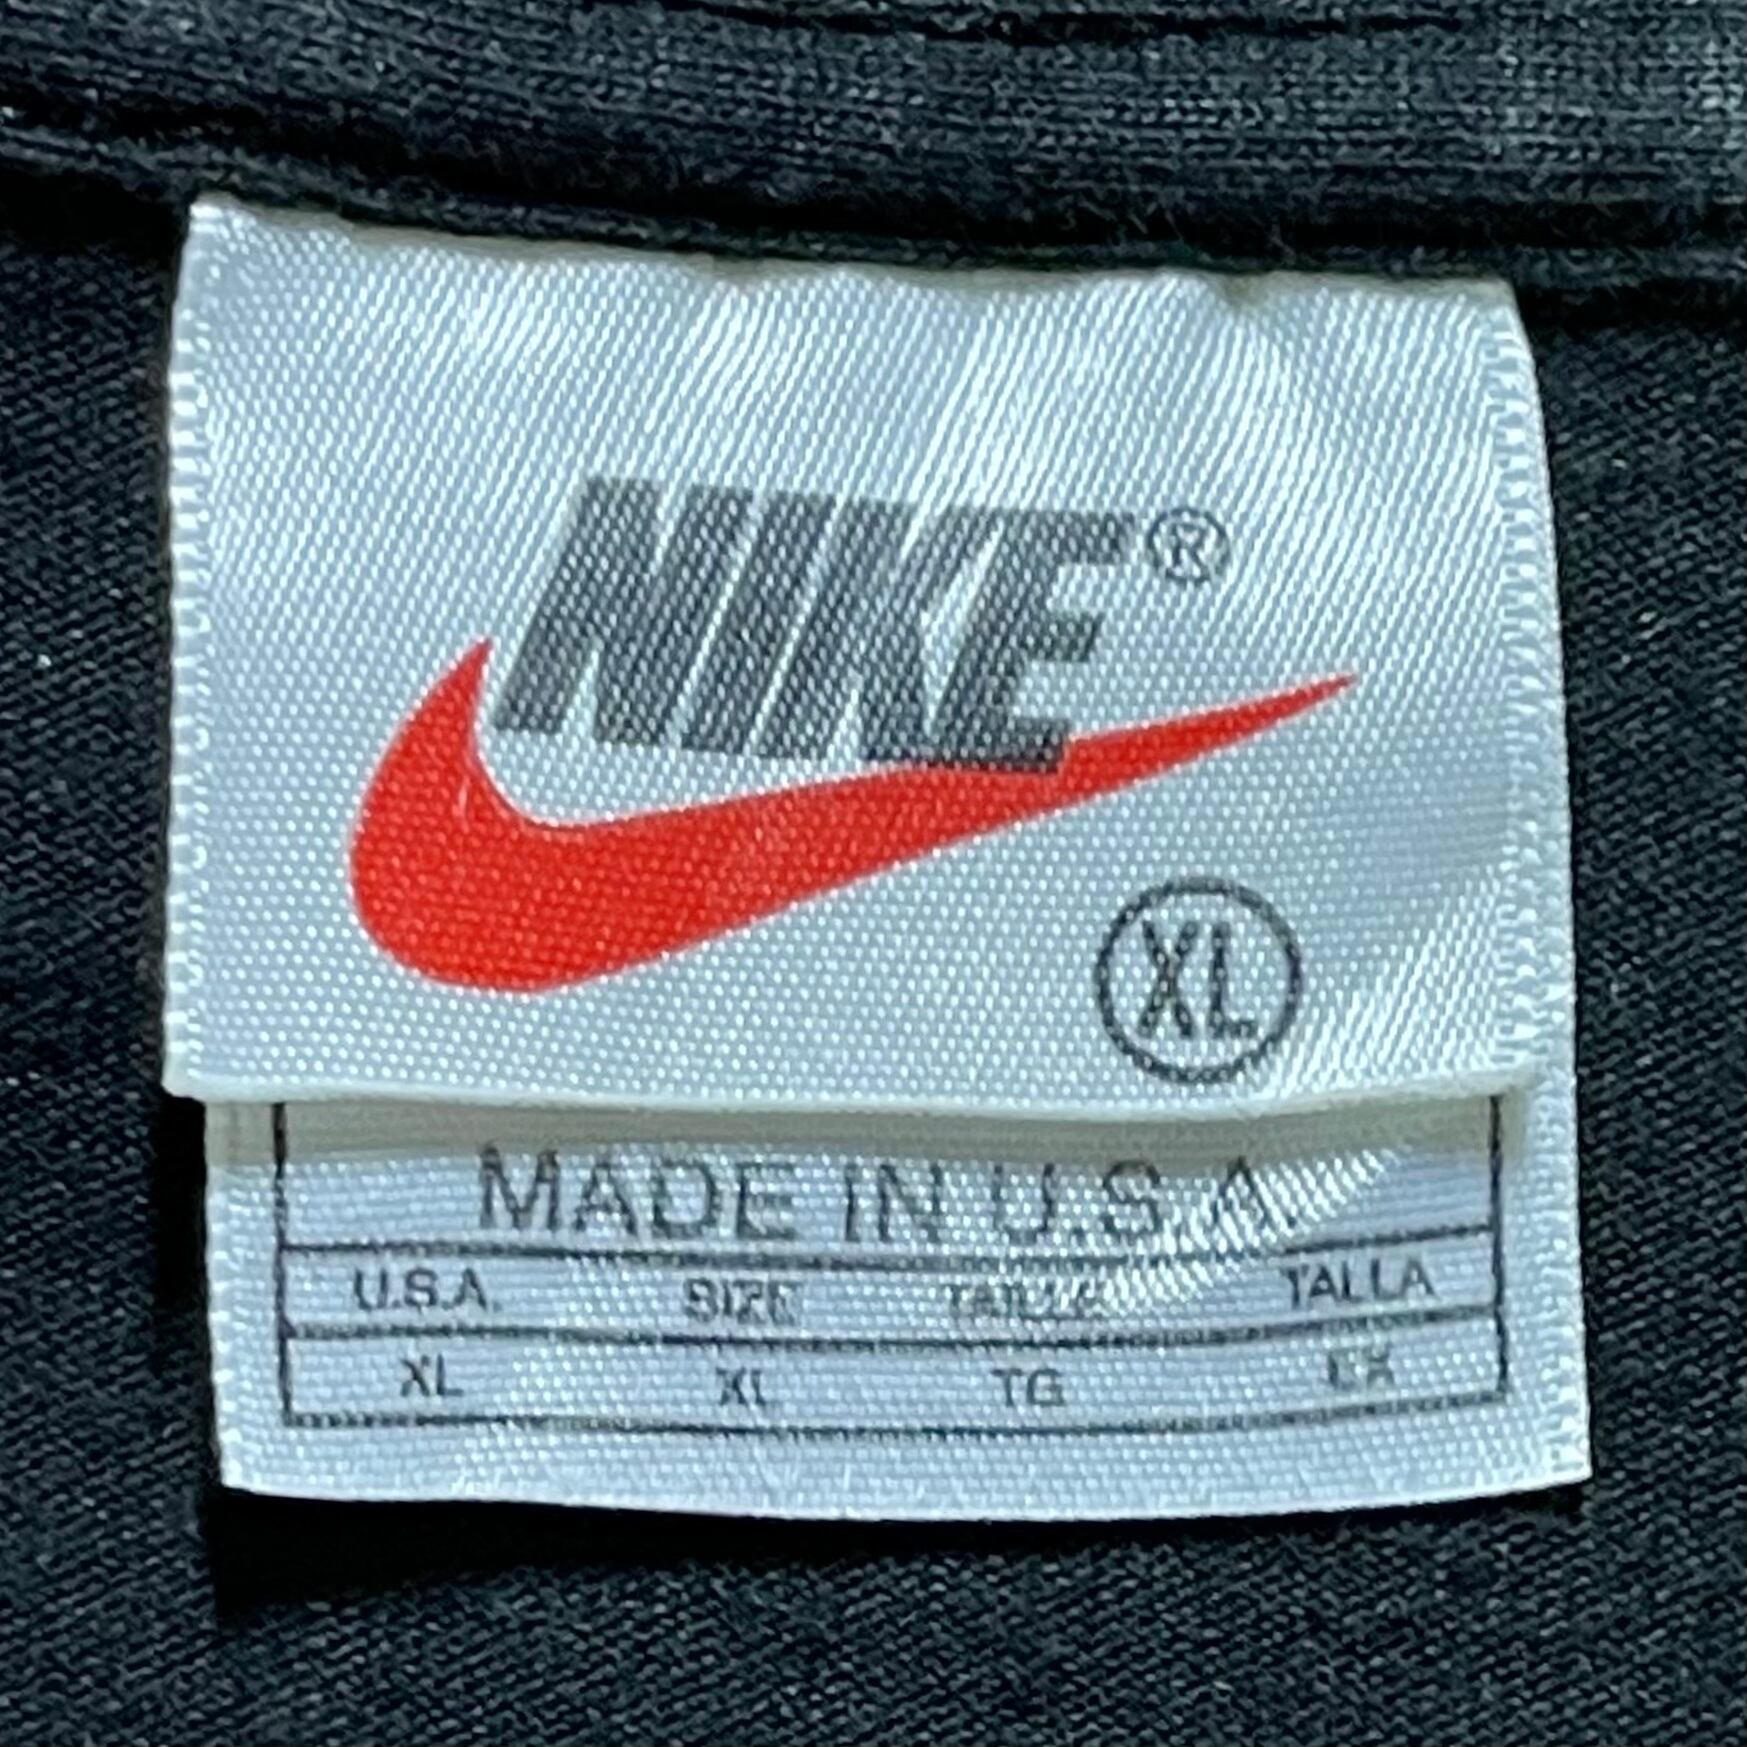 NIKE®
XL
MADE IN U.S.A.
U.S.A. SIZE TAILLE TALLA
XL XL TG EX